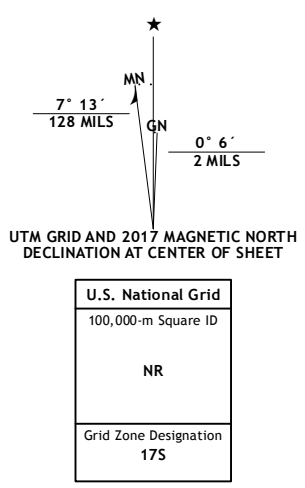 ★
MN
7° 13´
128 MILS
GN
0° 6´
2 MILS
UTM GRID AND 2017 MAGNETIC NORTH
DECLINATION AT CENTER OF SHEET
U.S. National Grid
100,000-m Square ID
NR
Grid Zone Designation
17S